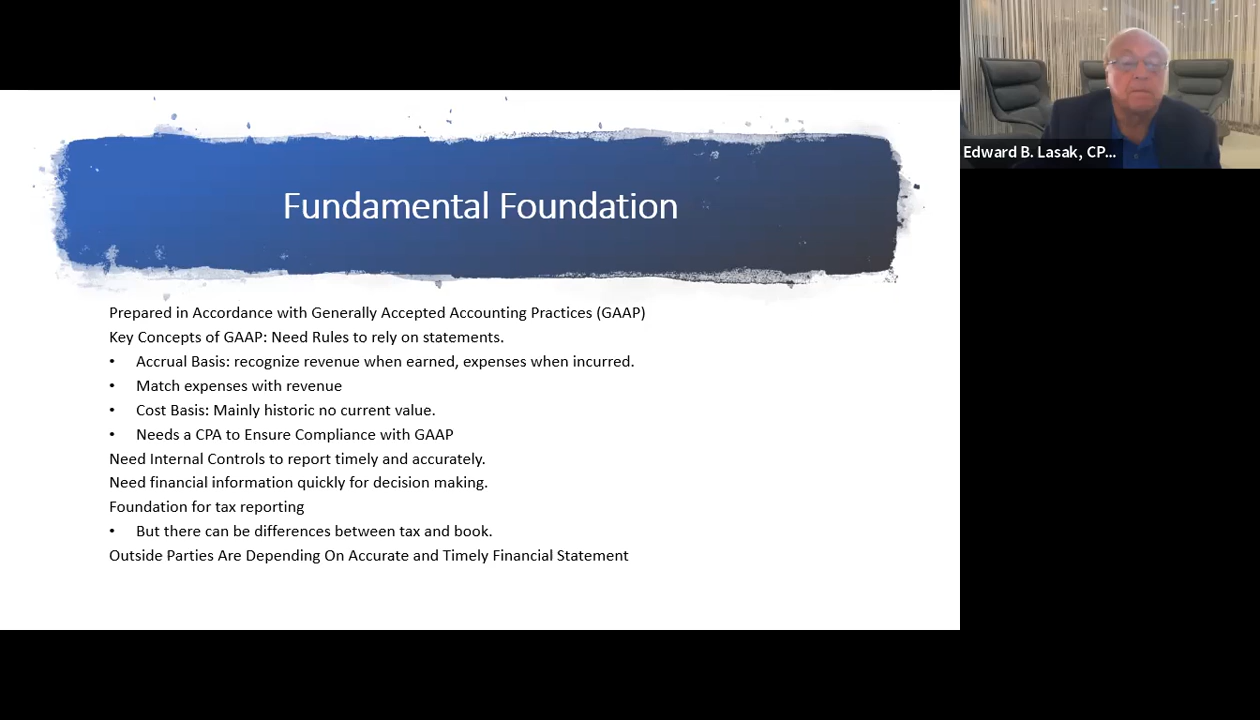 Fundamental Foundation
Edward B. Lasak, CP...
Prepared in Accordance with Generally Accepted Accounting Practices (GAAP)
Key Concepts of GAAP: Need Rules to rely on statements.
• Accrual Basis: recognize revenue when earned, expenses when incurred.
• Match expenses with revenue
• Cost Basis: Mainly historic no current value.
• Needs a CPA to Ensure Compliance with GAAP
Need Internal Controls to report timely and accurately.
Need financial information quickly for decision making.
Foundation for tax reporting
• But there can be differences between tax and book.
Outside Parties Are Depending On Accurate and Timely Financial Statement